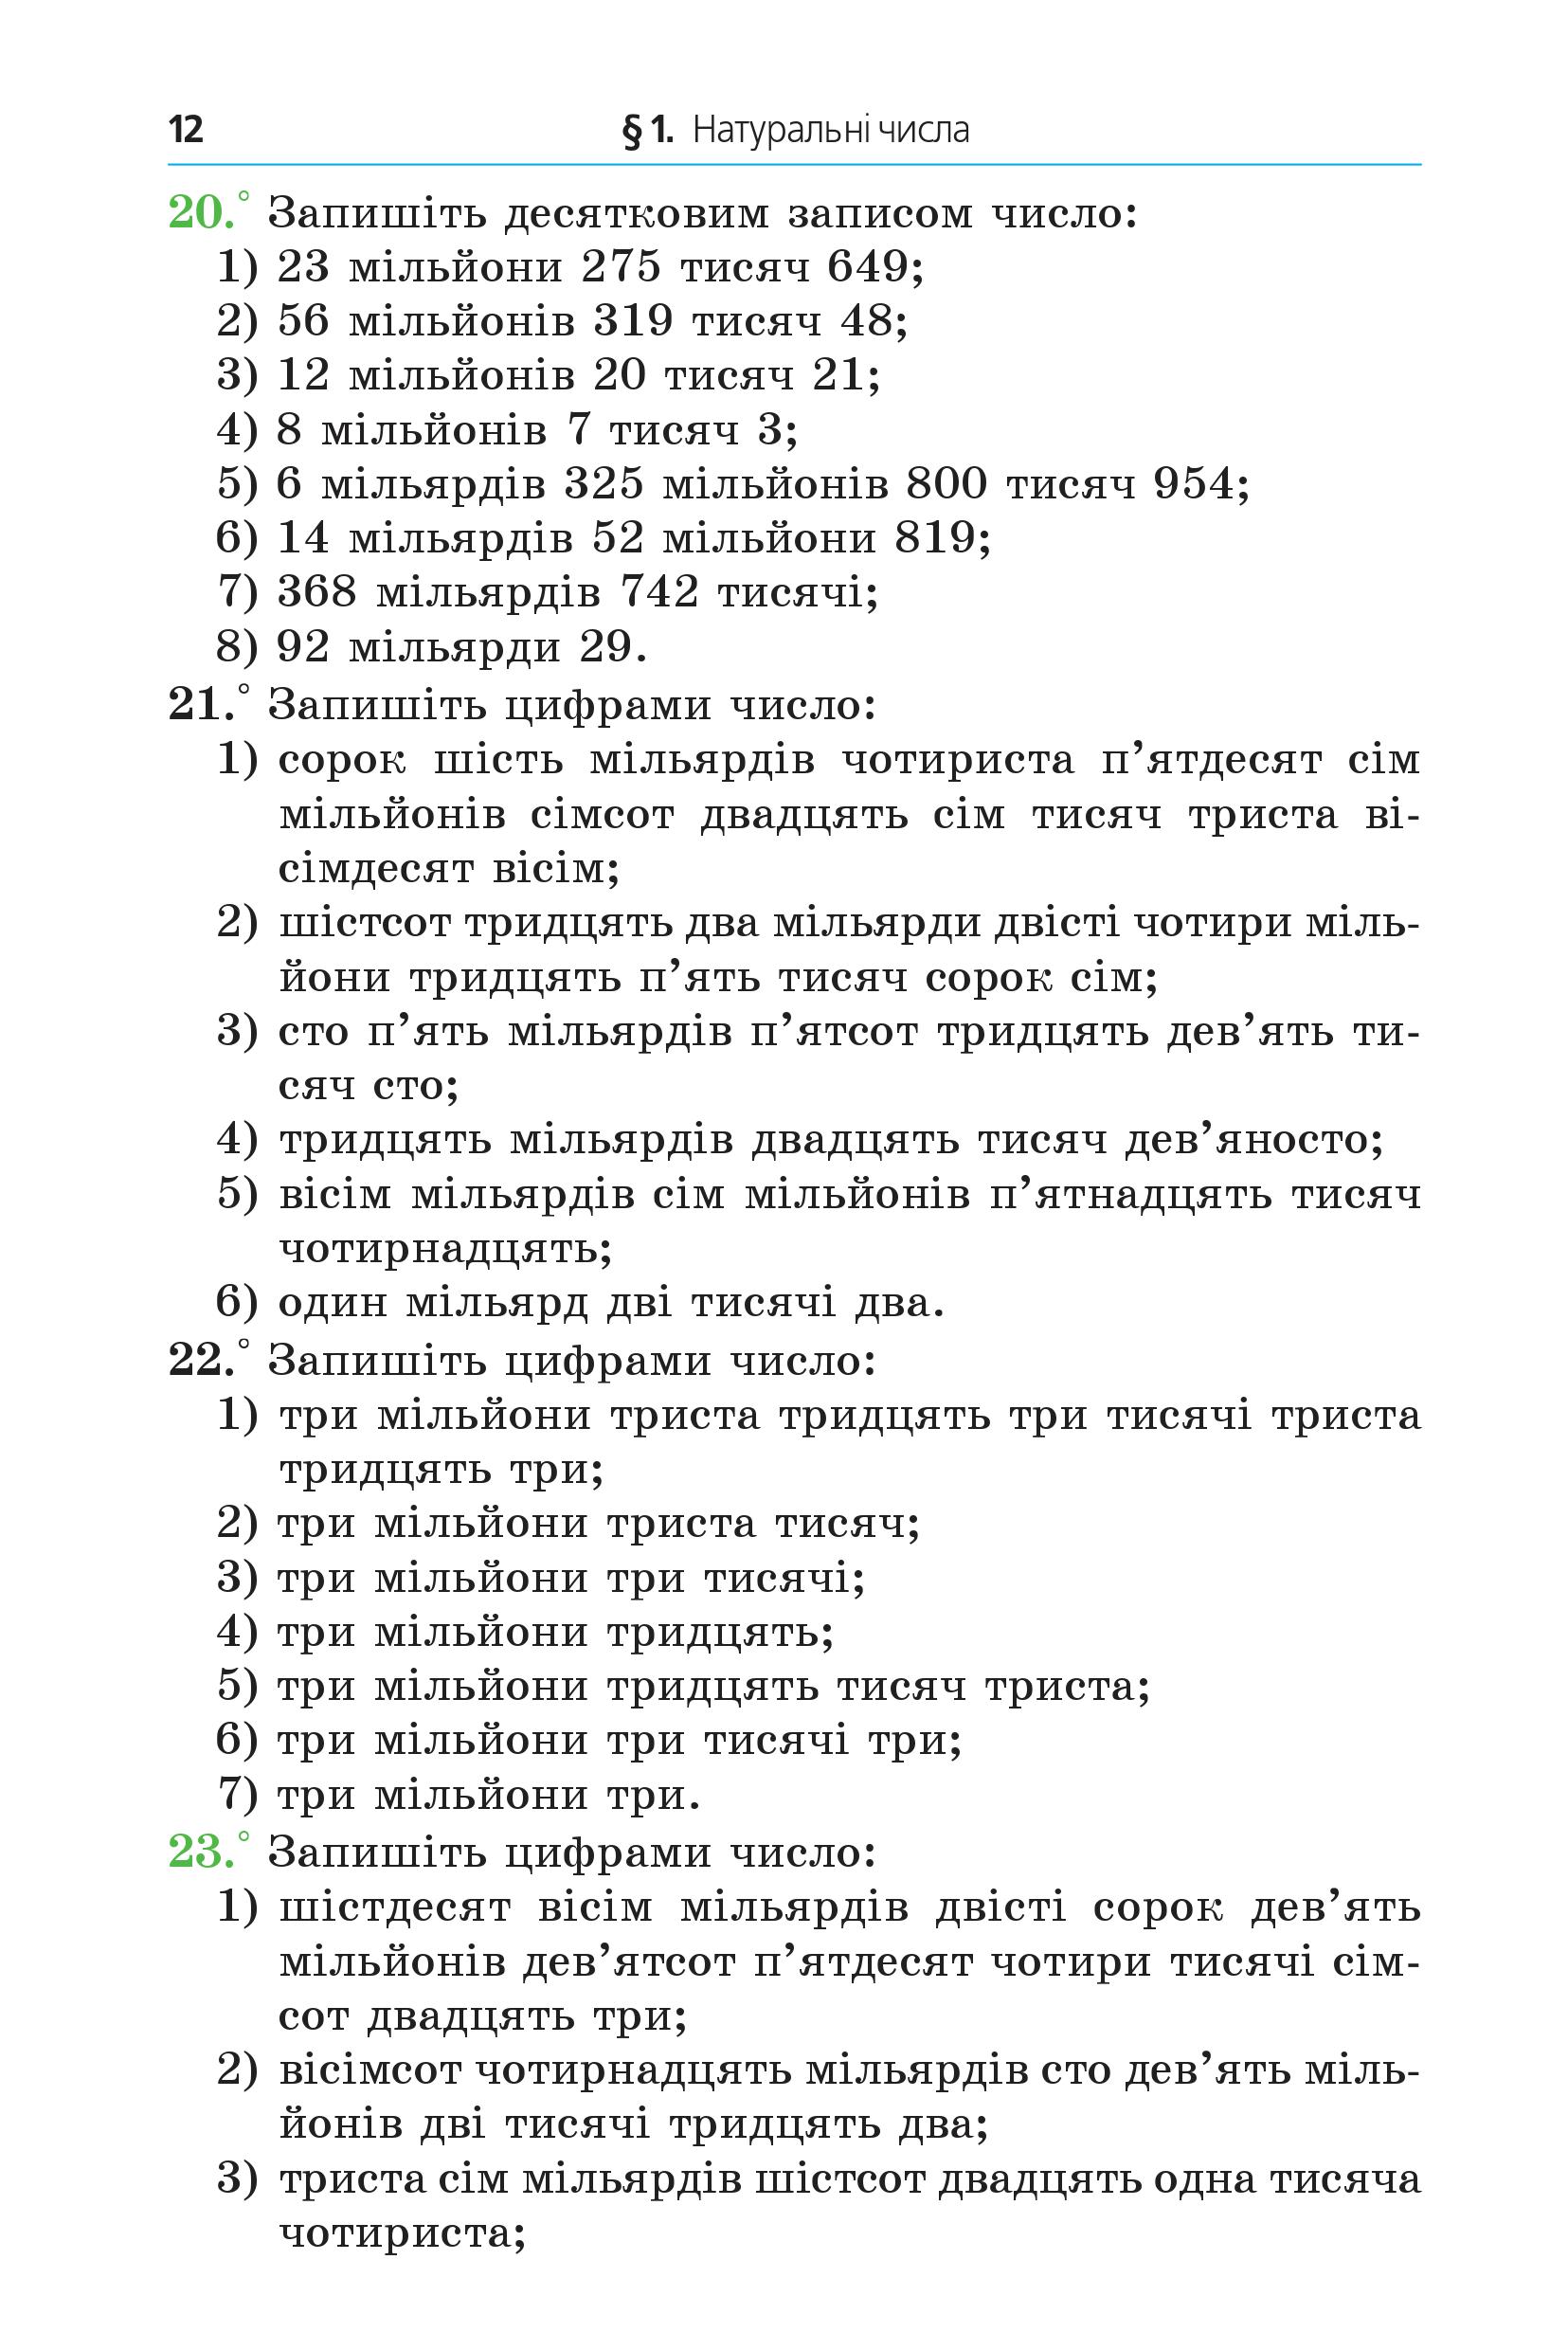 12 § 1. Натуральні числа
20.° Запишіть десятковим записом число:
1) 23 мільйони 275 тисяч 649;
2) 56 мільйонів 319 тисяч 48;
3) 12 мільйонів 20 тисяч 21;
4) 8 мільйонів 7 тисяч 3;
5) 6 мільярдів 325 мільйонів 800 тисяч 954;
6) 14 мільярдів 52 мільйони 819;
7) 368 мільярдів 742 тисячі;
8) 92 мільярди 29.
21.° Запишіть цифрами число:
1) сорок шість мільярдів чотириста п’ятдесят сім
мільйонів сімсот двадцять сім тисяч триста ві-
сімдесят вісім;
2) шістсот тридцять два мільярди двісті чотири міль-
йони тридцять п’ять тисяч сорок сім;
3) сто п’ять мільярдів п’ятсот тридцять дев’ять ти-
сяч сто;
4) тридцять мільярдів двадцять тисяч дев’яносто;
5) вісім мільярдів сім мільйонів п’ятнадцять тисяч
чотирнадцять;
6) один мільярд дві тисячі два.
22.° Запишіть цифрами число:
1) три мільйони триста тридцять три тисячі триста
тридцять три;
2) три мільйони триста тисяч;
3) три мільйони три тисячі;
4) три мільйони тридцять;
5) три мільйони тридцять тисяч триста;
6) три мільйони три тисячі три;
7) три мільйони три.
23.° Запишіть цифрами число:
1) шістдесят вісім мільярдів двісті сорок дев’ять
мільйонів дев’ятсот п’ятдесят чотири тисячі сім-
сот двадцять три;
2) вісімсот чотирнадцять мільярдів сто дев’ять міль-
йонів дві тисячі тридцять два;
3) триста сім мільярдів шістсот двадцять одна тисяча
чотириста;